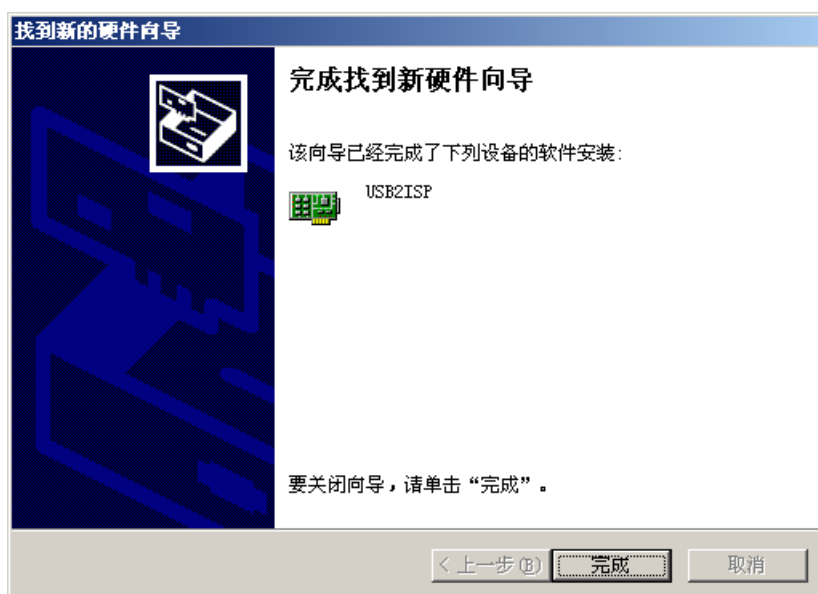 找到新的硬件向导
完成找到新硬件向导
该向导已经完成了下列设备的软件安装:
USB2ISP
要关闭向导，请单击“完成”。
< 上一步(B)
完成
取消